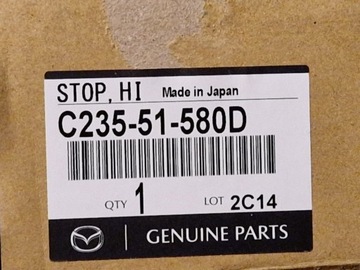 STOP, HI Made in Japan
C235-51-580D
QTY 1 LOT 2C14
GENUINE PARTS